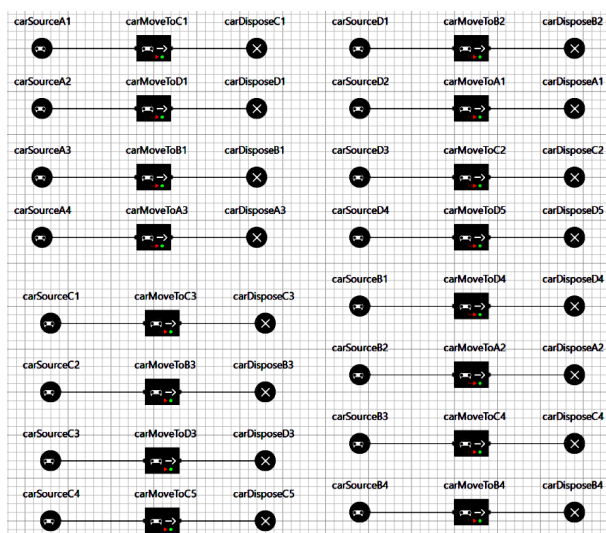 carSourceA1 carMoveToC1 carDisposeC1
carSourceA2 carMoveToD1 carDisposeD1
carSourceA3 carMoveToB1 carDisposeB1
carSourceA4 carMoveToA3 carDisposeA3
carSourceC1 carMoveToC3 carDisposeC3
carSourceC2 carMoveToB3 carDisposeB3
carSourceC3 carMoveToD3 carDisposeD3
carSourceC4 carMoveToC5 carDisposeC5
carSourceD1 carMoveToB2 carDisposeB2
carSourceD2 carMoveToA1 carDisposeA1
carSourceD3 carMoveToC2 carDisposeC2
carSourceD4 carMoveToD5 carDisposeD5
carSourceB1 carMoveToD4 carDisposeD4
carSourceB2 carMoveToA2 carDisposeA2
carSourceB3 carMoveToC4 carDisposeC4
carSourceB4 carMoveToB4 carDisposeB4